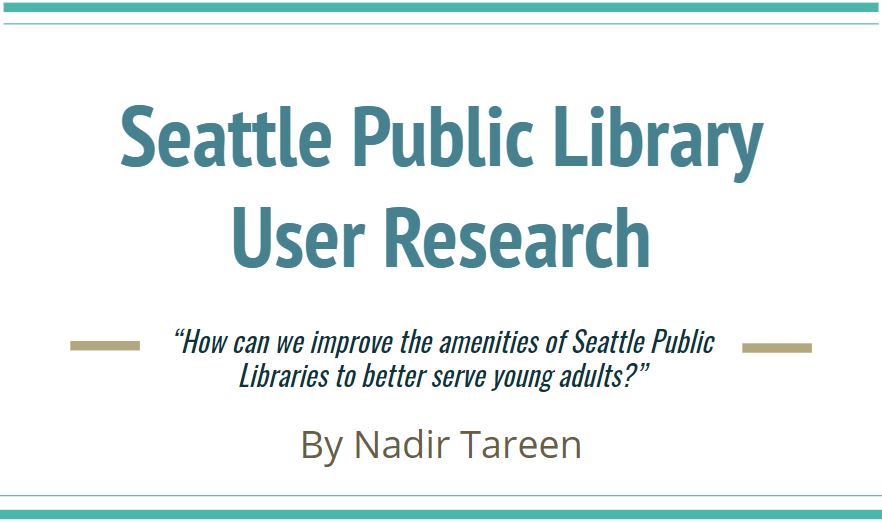 Seattle Public Library
User Research
“How can we improve the amenities of Seattle Public
Libraries to better serve young adults?”
By Nadir Tareen